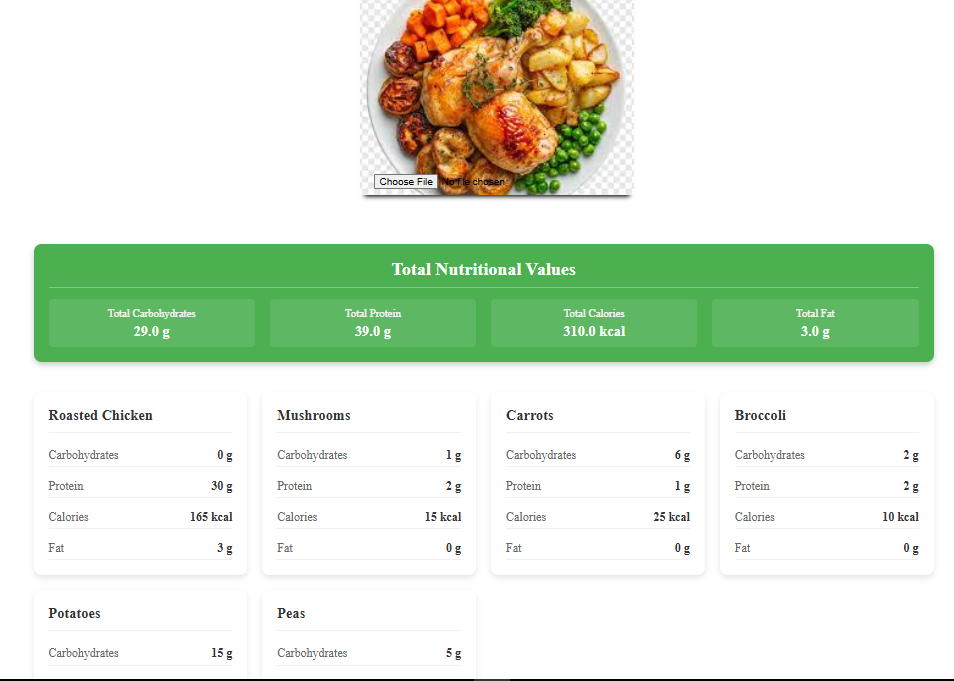 Choose File No file chosen
Total Nutritional Values
Total Carbohydrates
29.0 g
Total Protein
39.0 g
Total Calories
310.0 kcal
Total Fat
3.0 g
Roasted Chicken
Carbohydrates 0 g
Protein 30 g
Calories 165 kcal
Fat 3 g
Mushrooms
Carbohydrates 1 g
Protein 2 g
Calories 15 kcal
Fat 0 g
Carrots
Carbohydrates 6 g
Protein 1 g
Calories 25 kcal
Fat 0 g
Broccoli
Carbohydrates 2 g
Protein 2 g
Calories 10 kcal
Fat 0 g
Potatoes
Carbohydrates 15 g
Peas
Carbohydrates 5 g